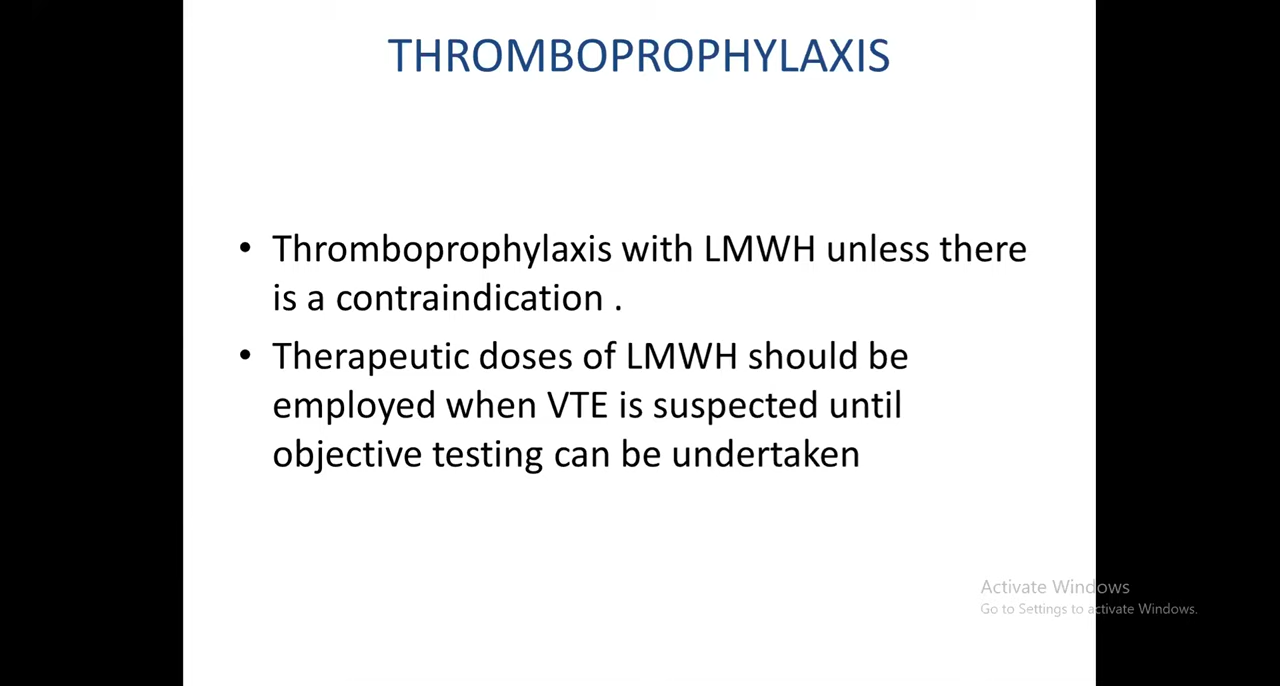 THROMBOPROPHYLAXIS
• Thromboprophylaxis with LMWH unless there
is a contraindication .
• Therapeutic doses of LMWH should be
employed when VTE is suspected until
objective testing can be undertaken
Activate Windows
Go to Settings to activate Windows.